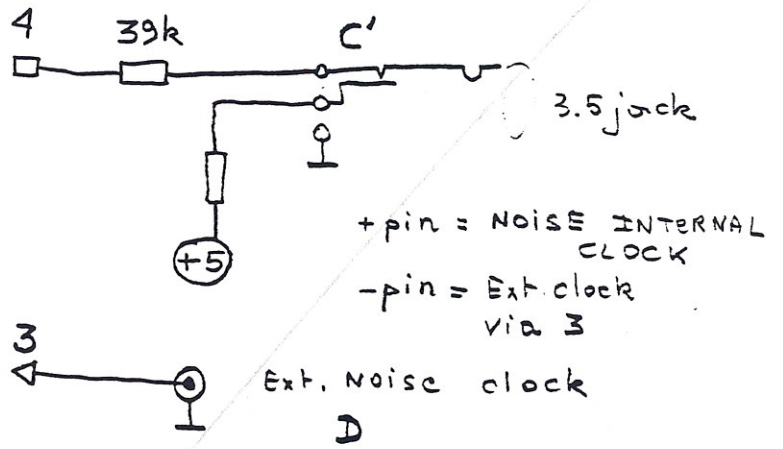 4
39k
C'
3.5 jack
+5
+pin = NOISE INTERNAL
CLOCK
-pin = Ext. clock
via 3
3
Ext. Noise clock
D